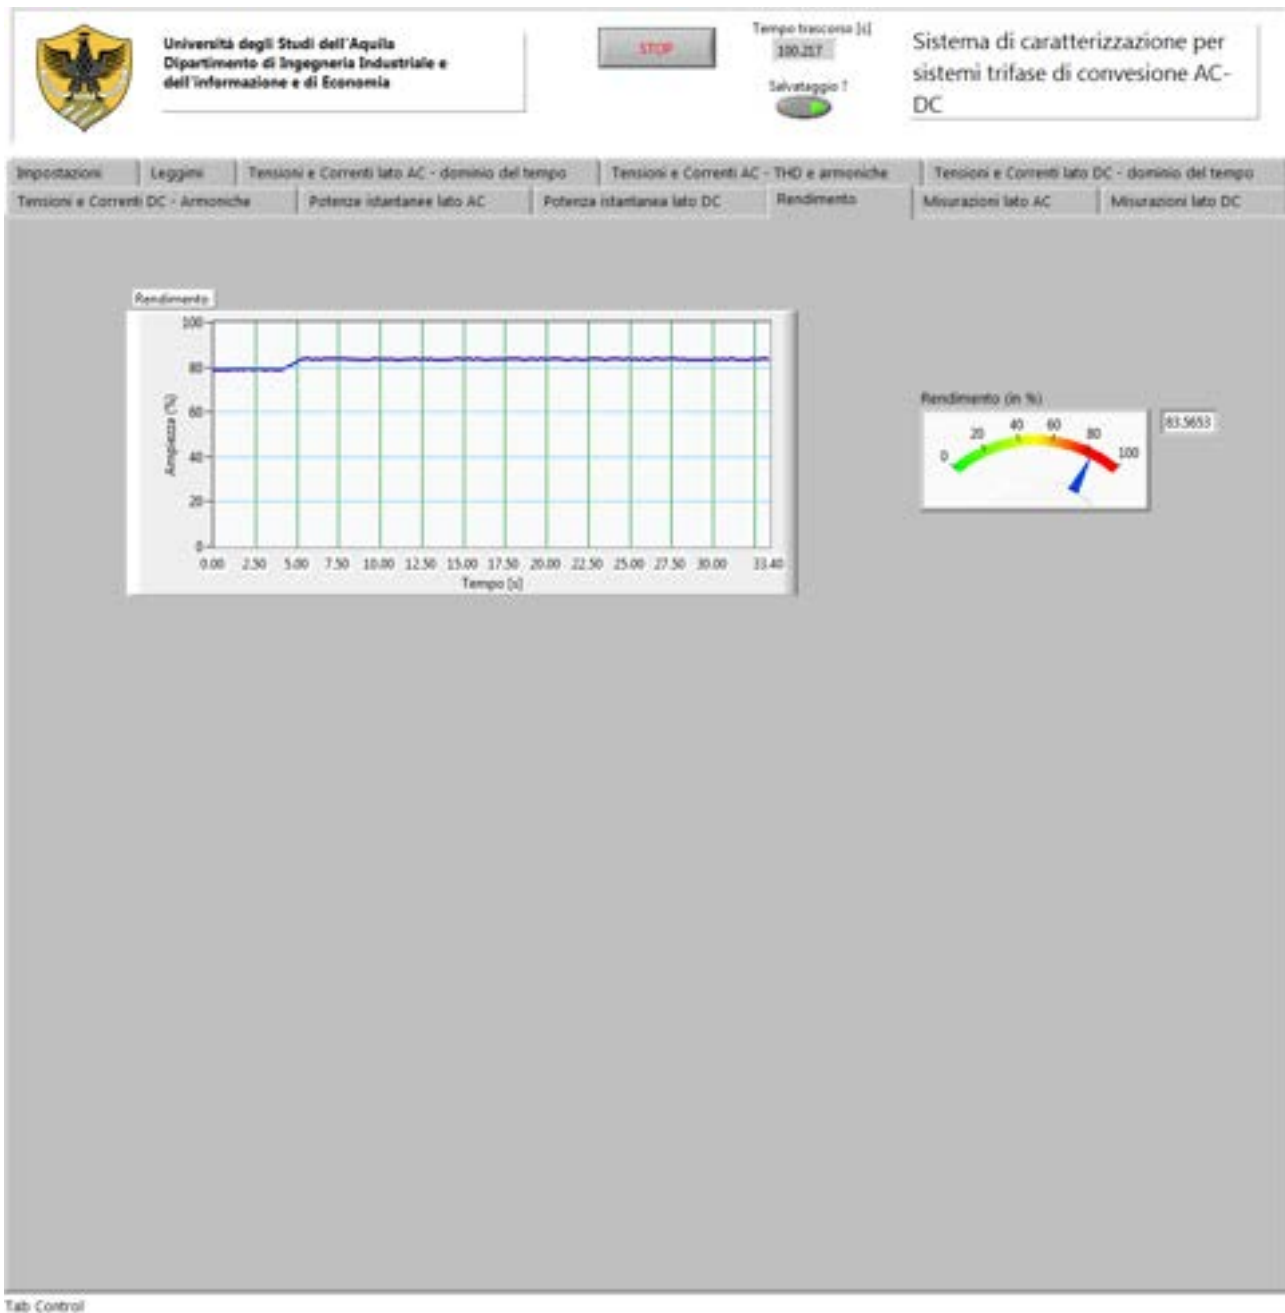 Università degli Studi dell'Aquila
Dipartimento di Ingegneria Industriale e
dell'informazione e di Economia
STOP
Tempo trascorso [s]
100.217
Salvataggio ?
Sistema di caratterizzazione per
sistemi trifase di convesione AC-
DC
Impostazioni
Leggimi
Tensioni e Correnti lato AC - dominio del tempo
Tensioni e Correnti AC - THD e armoniche
Tensioni e Correnti lato DC - dominio del tempo
Tensioni e Correnti DC - Armoniche
Potenze istantanee lato AC
Potenza istantanea lato DC
Rendimento
Misurazioni lato AC
Misurazioni lato DC
Rendimento
100
80
60
40
20
0
Ampiezza (%)
0.00 2.50 5.00 7.50 10.00 12.50 15.00 17.50 20.00 22.50 25.00 27.50 30.00 33.40
Tempo [s]
Rendimento (in %)
0 20 40 60 80 100
83.5653
Tab Control